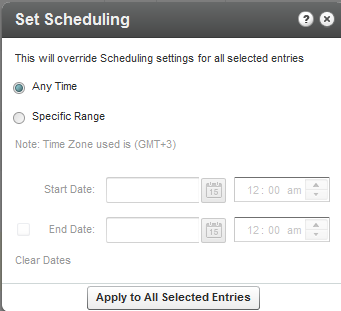 Set Scheduling
?
This will override Scheduling settings for all selected entries
Any Time
Specific Range
Note: Time Zone used is (GMT+3)
Start Date: 15 12: 00 am
End Date: 15 12: 00 am
Clear Dates
Apply to All Selected Entries